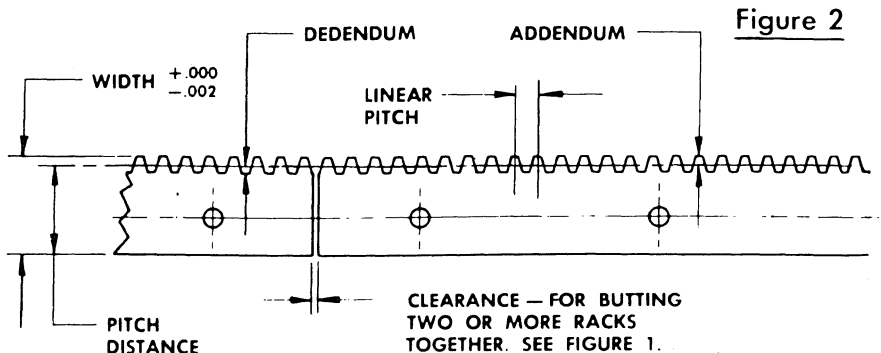 Figure 2
DEDENDUM
ADDENDUM
WIDTH +.000
-.002
LINEAR
PITCH
CLEARANCE — FOR BUTTING
TWO OR MORE RACKS
TOGETHER. SEE FIGURE 1.
PITCH
DISTANCE